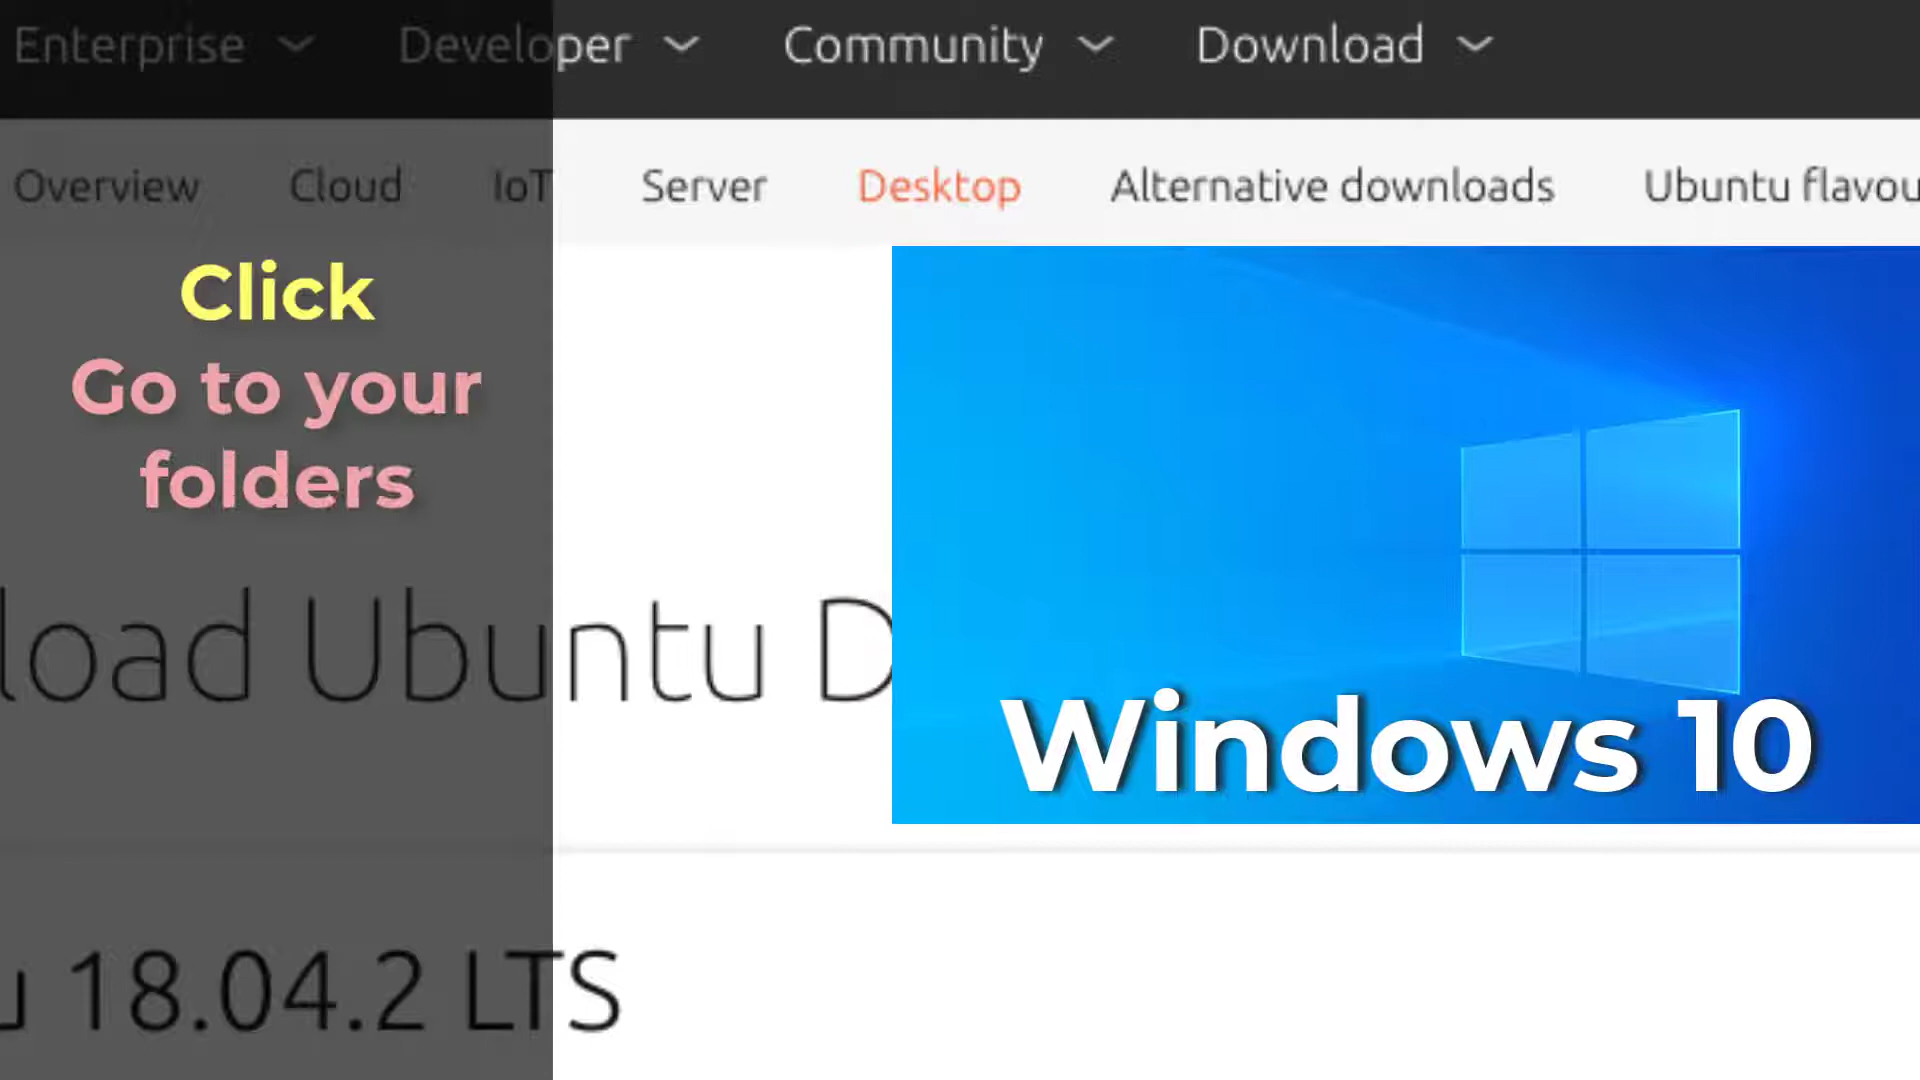 Enterprise Developer Community Download
Overview Cloud IoT Server Desktop Alternative downloads Ubuntu flavou
Click
Go to your
folders
load Ubuntu D
Windows 10
u 18.04.2 LTS